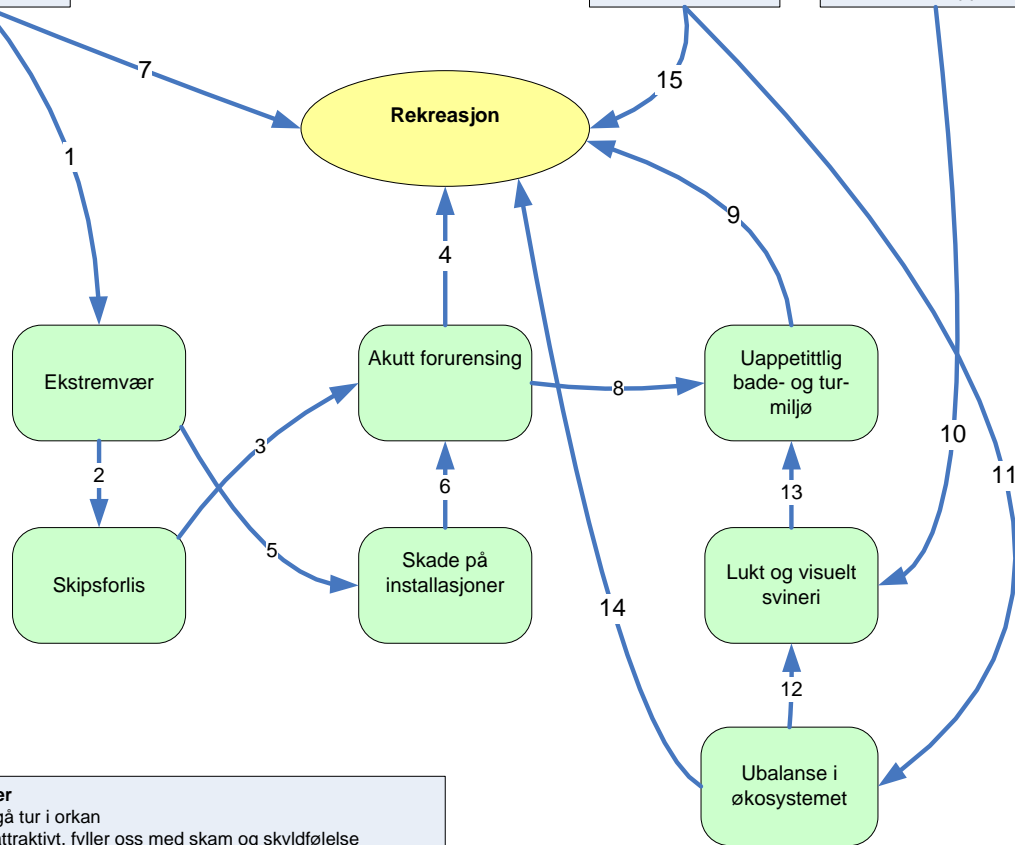 7
15
Rekreasjon
1
9
4
Ekstremvær
Akutt forurensing
Uappetittlig
bade- og tur-
miljø
8
3
10
2
6
13
11
5
Skipsforlis
Skade på
installasjoner
Lukt og visuelt
svineri
14
12
Ubalanse i
økosystemet
er
gå tur i orkan
attraktivt, fyller oss med skam og skyldfølelse